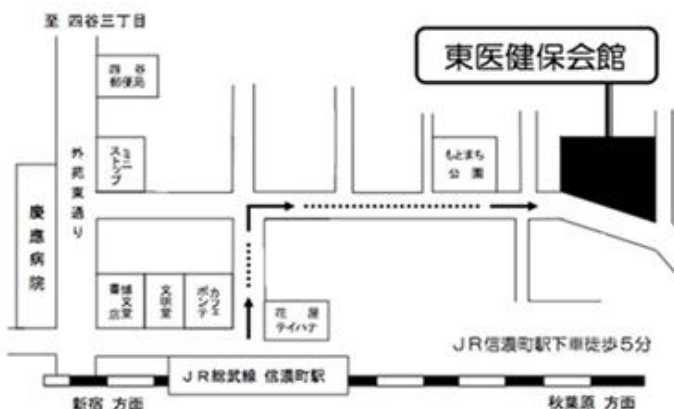 至 四谷三丁目
四谷
郵便局
東医健保会館
ミニ
ストップ
外苑東通り
もとまち
公園
慶應病院
博文堂
書店
文明堂
カフェ
ポンテ
花屋
テイハナ
JR信濃町駅下車徒歩5分
JR総武線 信濃町駅
新宿 方面
秋葉原 方面